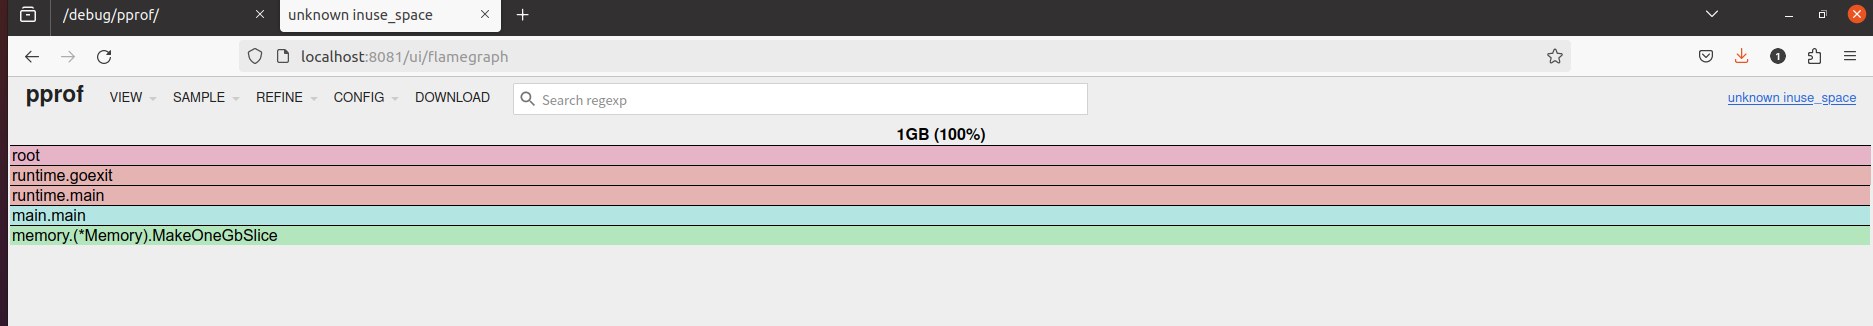 /debug/pprof/
unknown inuse_space
localhost:8081/ui/flamegraph
1
pprof VIEW SAMPLE REFINE CONFIG DOWNLOAD Search regexp unknown inuse_space
1GB (100%)
root
runtime.goexit
runtime.main
main.main
memory.(*Memory).MakeOneGbSlice